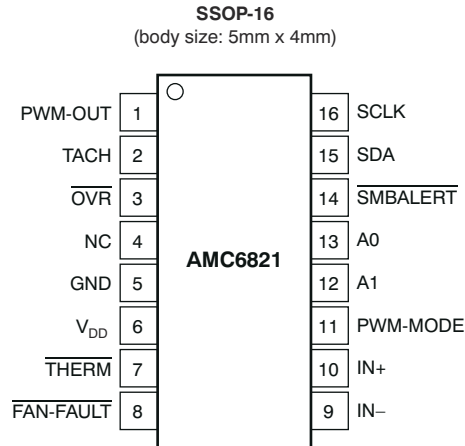 SSOP-16
(body size: 5mm x 4mm)
PWM-OUT 1 16 SCLK
TACH 2 15 SDA
OVR 3 14 SMBALERT
NC 4 13 A0
AMC6821
GND 5 12 A1
VDD 6 11 PWM-MODE
THERM 7 10 IN+
FAN-FAULT 8 9 IN−